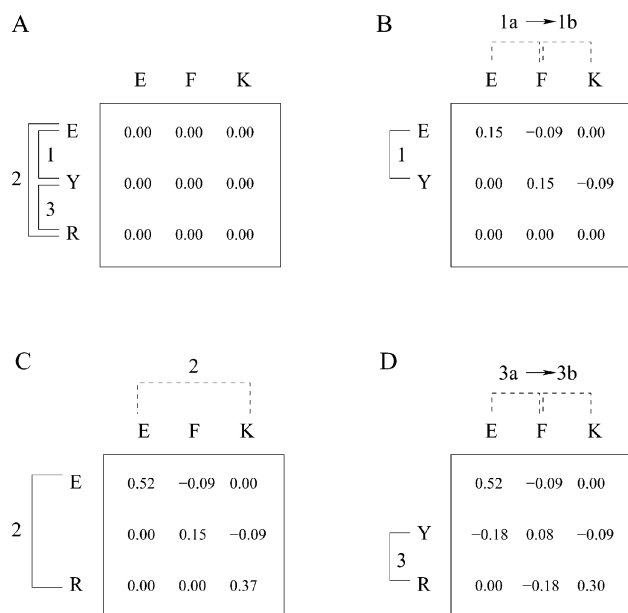 A
E F K
E 0.00 0.00 0.00
1
2 Y 0.00 0.00 0.00
3
R 0.00 0.00 0.00
B
1a → 1b
E F K
E 0.15 −0.09 0.00
1
Y 0.00 0.15 −0.09
0.00 0.00 0.00
C
2
E F K
E 0.52 −0.09 0.00
2 0.00 0.15 −0.09
R 0.00 0.00 0.37
D
3a → 3b
E F K
0.52 −0.09 0.00
Y −0.18 0.08 −0.09
3
R 0.00 −0.18 0.30